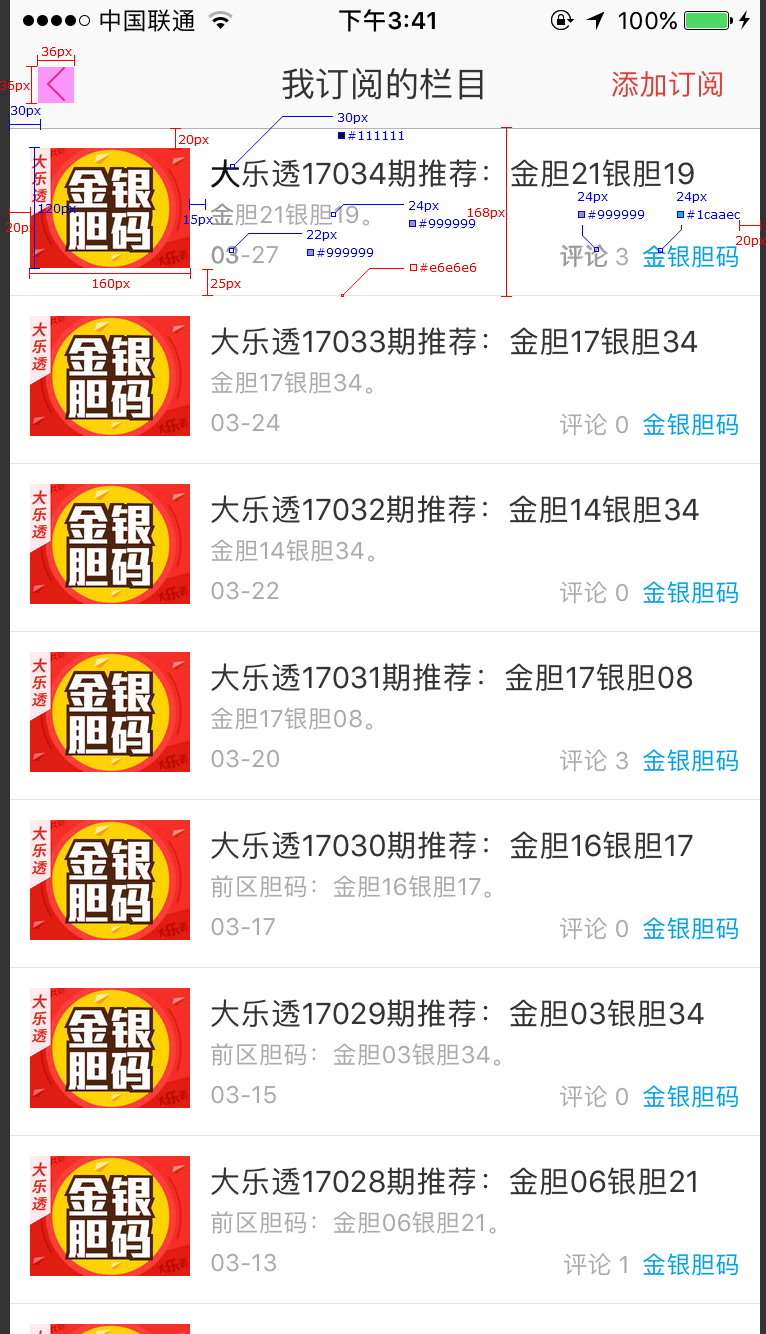 中国联通 下午3:41 100%
36px
36px
我订阅的栏目 添加订阅
30px
30px
#111111
20px
大乐透 金银胆码
大乐透17034期推荐：金胆21银胆19
120px
金胆21银胆19。
24px
#999999
168px
24px
#999999
24px
#1caaec
15px
20px
22px
#999999
20px
03-27 评论 3 金银胆码
#e6e6e6
160px
25px
大乐透 金银胆码
大乐透17033期推荐：金胆17银胆34
金胆17银胆34。
03-24 评论 0 金银胆码
大乐透 金银胆码
大乐透17032期推荐：金胆14银胆34
金胆14银胆34。
03-22 评论 0 金银胆码
大乐透 金银胆码
大乐透17031期推荐：金胆17银胆08
金胆17银胆08。
03-20 评论 3 金银胆码
大乐透 金银胆码
大乐透17030期推荐：金胆16银胆17
前区胆码：金胆16银胆17。
03-17 评论 0 金银胆码
大乐透 金银胆码
大乐透17029期推荐：金胆03银胆34
前区胆码：金胆03银胆34。
03-15 评论 0 金银胆码
大乐透 金银胆码
大乐透17028期推荐：金胆06银胆21
前区胆码：金胆06银胆21。
03-13 评论 1 金银胆码